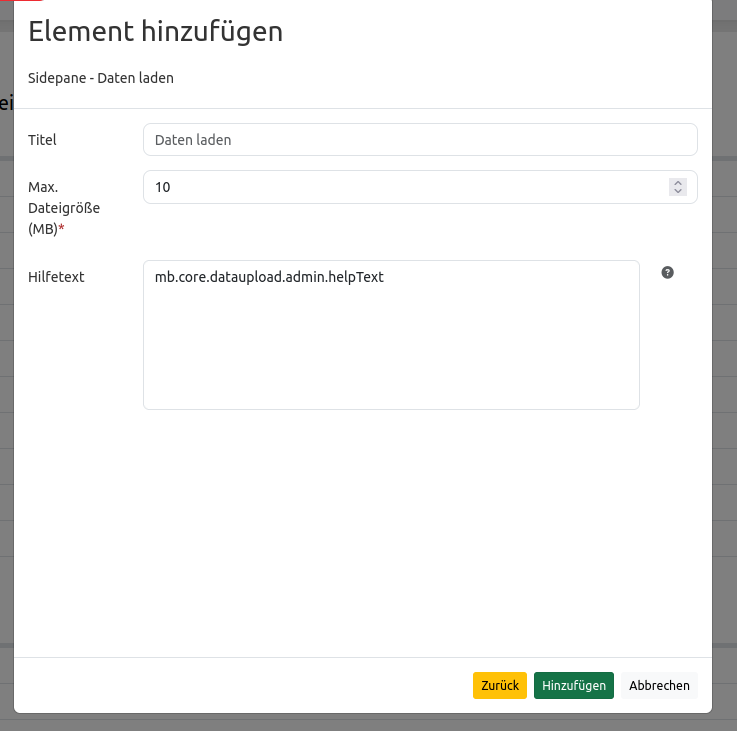 Element hinzufügen
Sidepane - Daten laden
ei
Titel
Daten laden
Max.
Dateigröße
(MB)*
10
Hilfetext
mb.core.dataupload.admin.helpText
?
Zurück
Hinzufügen
Abbrechen